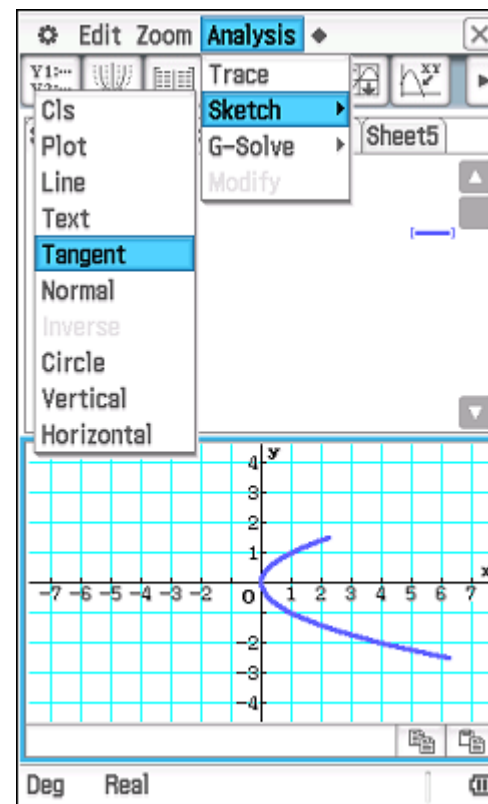 Edit Zoom Analysis
Y1:...
Trace
Sketch
G-Solve
Modify
Sheet5
Cls
Plot
Line
Text
Tangent
Normal
Inverse
Circle
Vertical
Horizontal
XY
y
4
3
2
1
-7 -6 -5 -4 -3 -2 0 1 2 3 4 5 6 7 x
-2
-3
-4
Deg Real